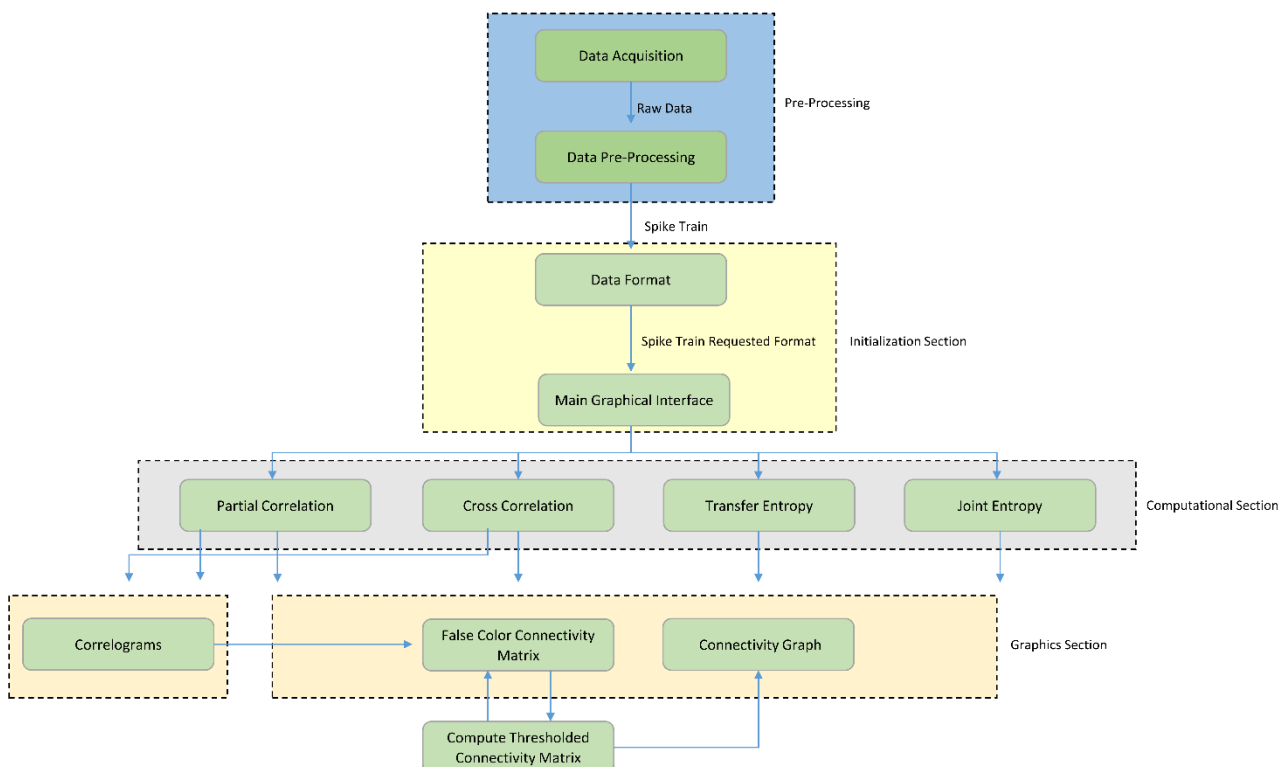 Data Acquisition
Raw Data
Pre-Processing
Data Pre-Processing
Spike Train
Data Format
Spike Train Requested Format
Initialization Section
Main Graphical Interface
Partial Correlation
Cross Correlation
Transfer Entropy
Joint Entropy
Computational Section
Correlograms
False Color Connectivity
Matrix
Connectivity Graph
Graphics Section
Compute Thresholded
Connectivity Matrix